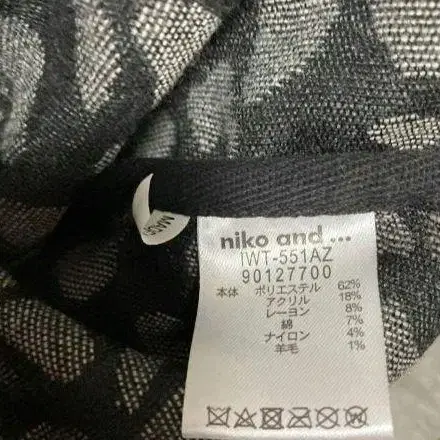 MADE
niko and ...
IWT-551AZ
90127700
本体 ポリエステル 62%
アクリル 18%
レーヨン 8%
綿 7%
ナイロン 4%
羊毛 1%